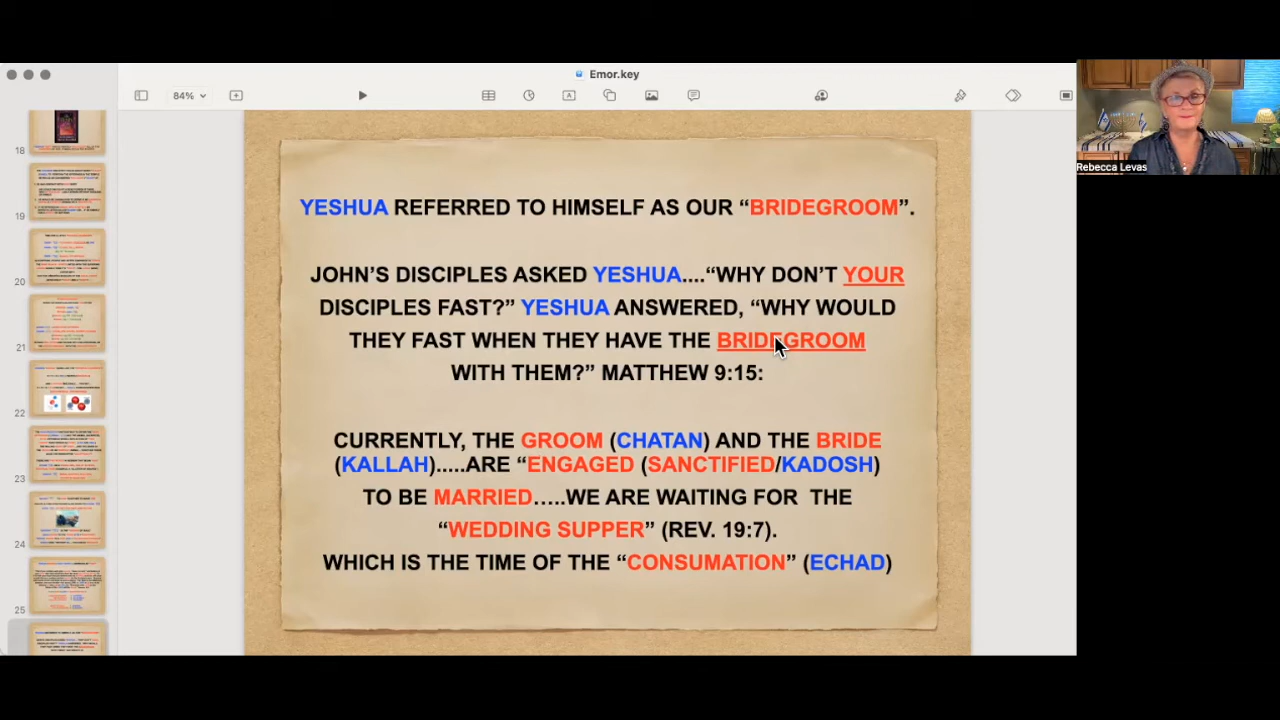 Emor.key
84%
YESHUA REFERRED TO HIMSELF AS OUR “BRIDEGROOM”.
JOHN’S DISCIPLES ASKED YESHUA....“WHY DON’T YOUR
DISCIPLES FAST?” YESHUA ANSWERED, “WHY WOULD
THEY FAST WHEN THEY HAVE THE BRIDEGROOM
WITH THEM?” MATTHEW 9:15:
CURRENTLY, THE GROOM (CHATAN) AND THE BRIDE
(KALLAH).....ARE “ENGAGED (SANCTIFIED/KADOSH)
TO BE MARRIED…..WE ARE WAITING FOR THE
“WEDDING SUPPER” (REV. 19:7).
WHICH IS THE TIME OF THE “CONSUMATION” (ECHAD)
Rebecca Levas
18
19
20
21
22
23
24
25